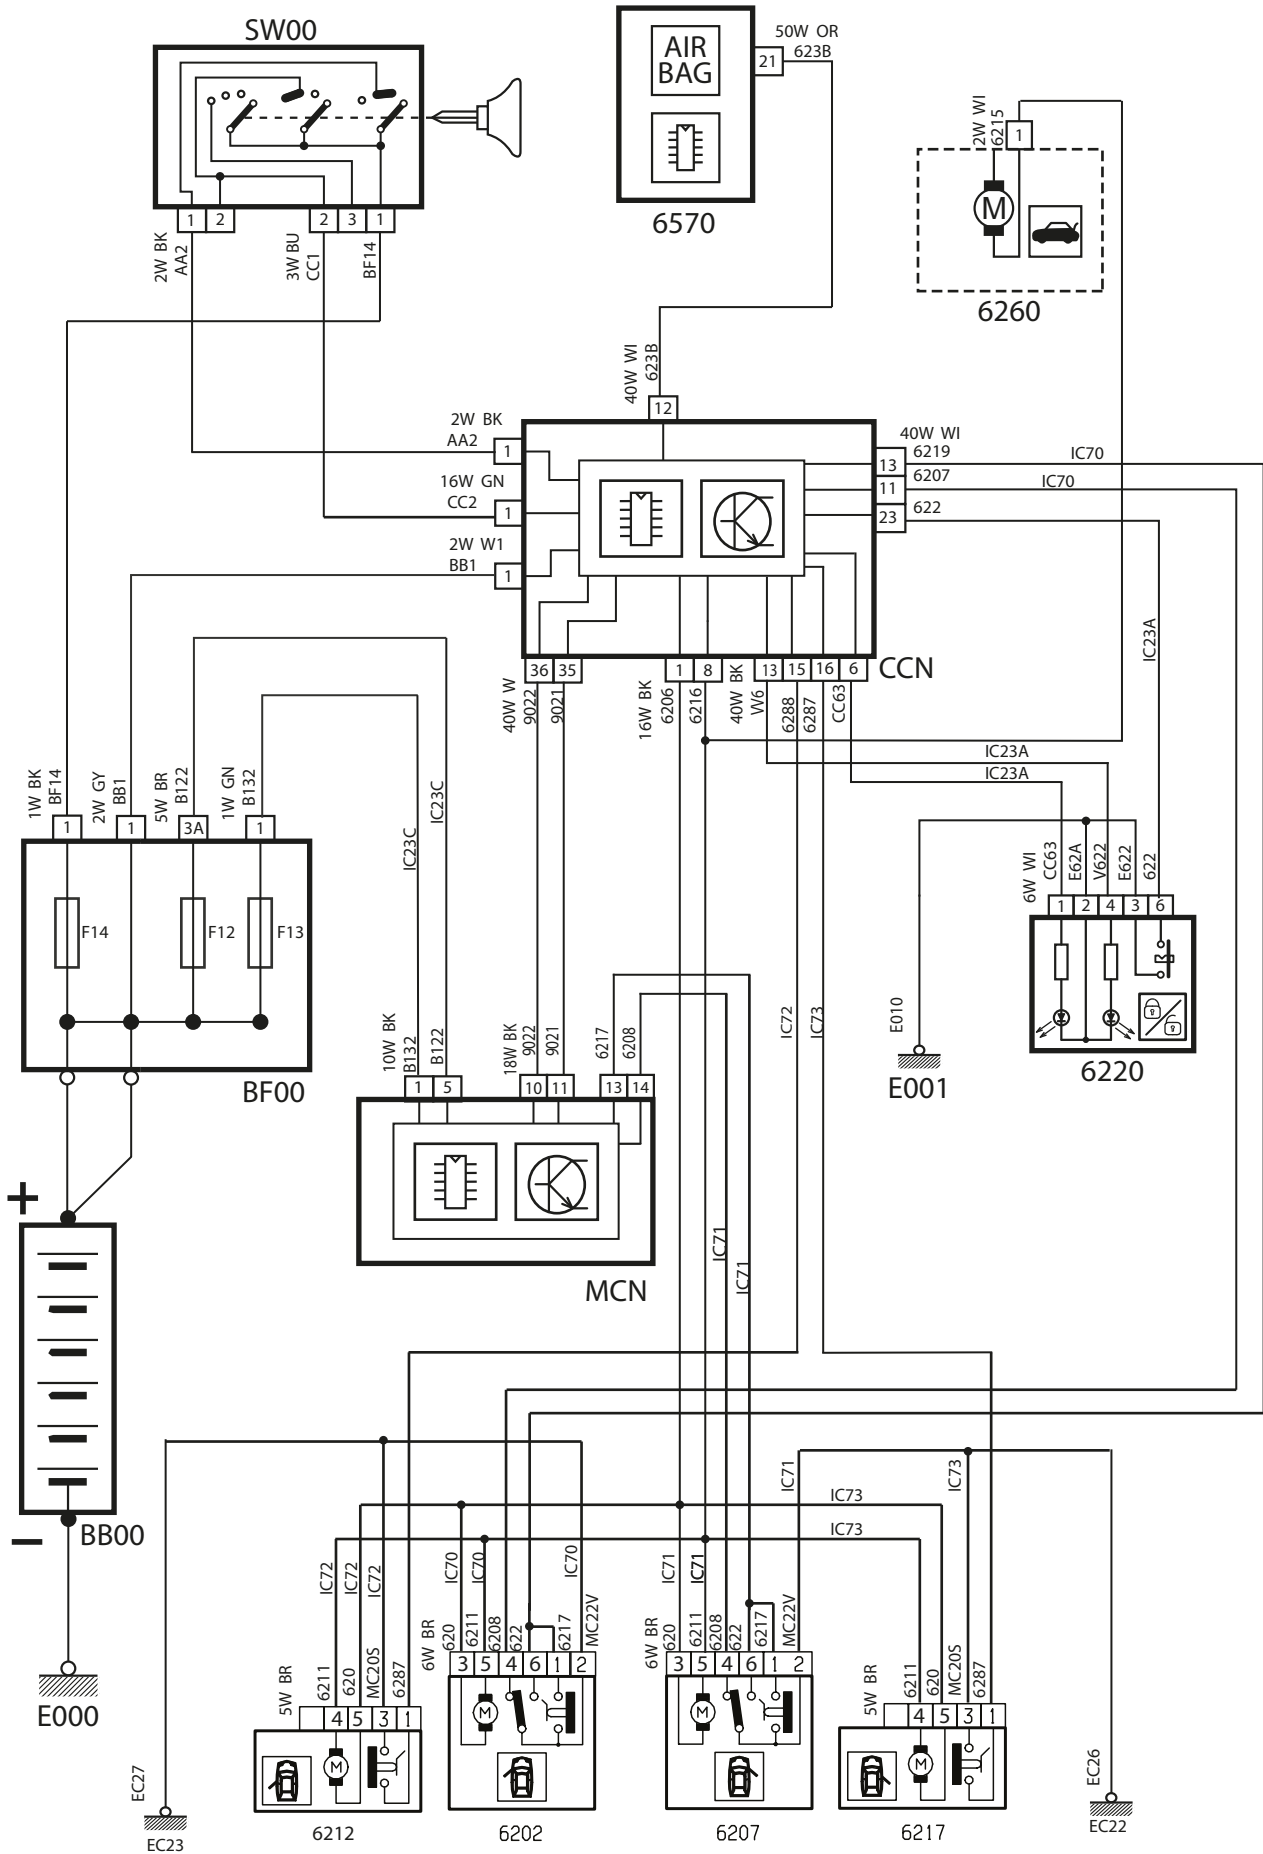 SW00
1
2
2
3
1
2W BK
AA2
3W BU
CC1
BF14
AIR
BAG
21
50W OR
623B
6570
2W WI
6215
1
M
6260
40W WI
623B
12
2W BK
AA2
1
16W GN
CC2
1
2W W1
BB1
1
40W WI
6219
13
6207
11
622
23
IC70
IC70
IC23A
CCN
36
35
1
8
13
15
16
6
40W W
9022
9021
16W BK
6206
6216
40W BK
V6
6288
6287
CC63
IC23A
IC23A
1W BK
BF14
2W GY
BB1
5W BR
B122
1W GN
B132
1
1
3A
1
F14
F12
F13
BF00
IC23C
IC23C
6W WI
CC63
E62A
V622
E622
622
1
2
4
3
6
6220
E010
E001
10W BK
B132
B122
18W BK
9022
9021
6217
6208
1
5
10
11
13
14
MCN
IC72
IC73
IC71
IC71
+
−
BB00
E000
IC71
IC73
IC73
IC73
IC72
IC72
IC72
IC70
IC70
IC70
IC71
IC71
5W BR
6211
620
MC20S
6287
4
5
3
1
M
6212
6W BR
620
6211
6208
622
6217
MC22V
3
5
4
6
1
2
M
6202
6W BR
620
6211
6208
622
6217
MC22V
3
5
4
6
1
2
M
6207
5W BR
6211
620
MC20S
6287
4
5
3
1
M
6217
EC27
EC23
EC26
EC22